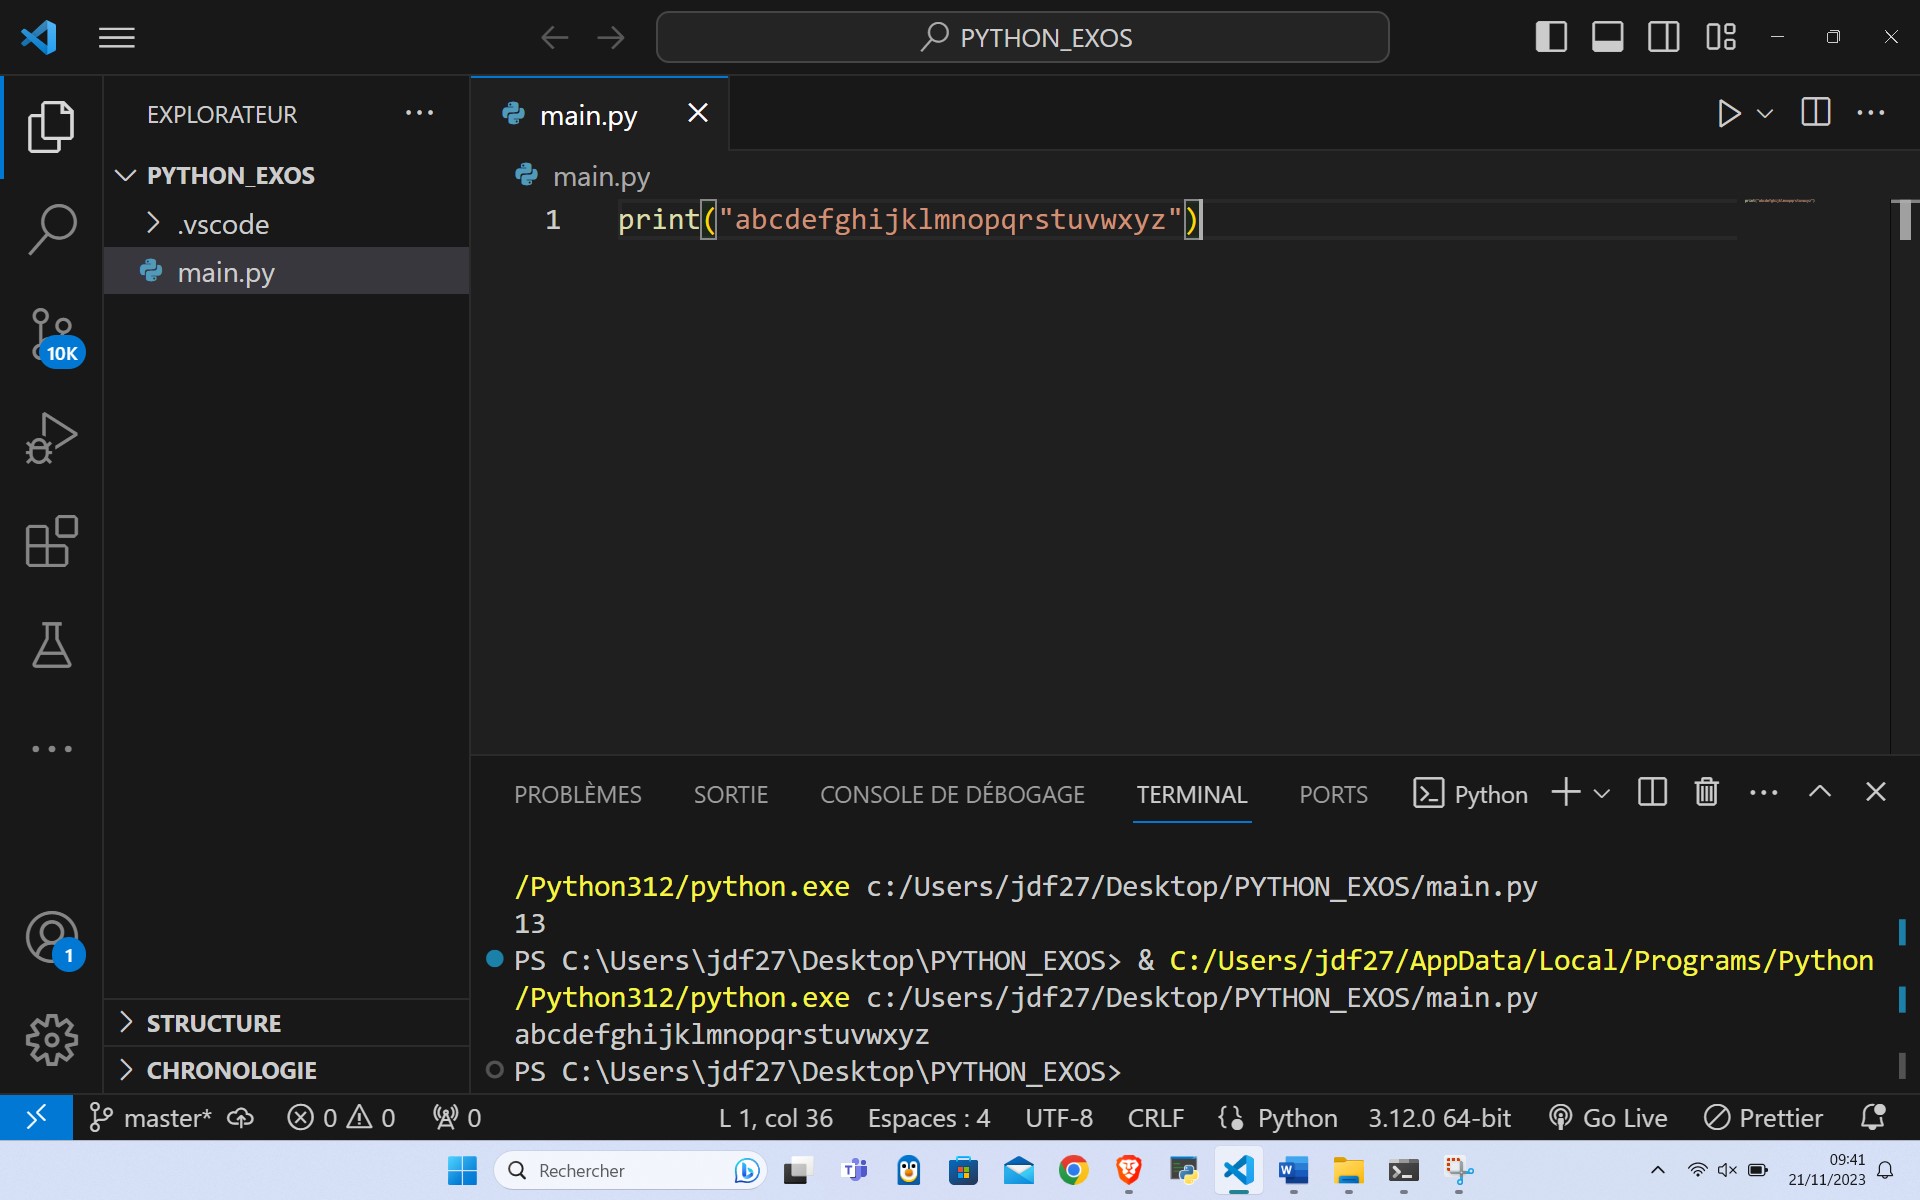 PYTHON_EXOS
EXPLORATEUR
PYTHON_EXOS
.vscode
main.py
10K
1
STRUCTURE
CHRONOLOGIE
main.py
main.py
1 print("abcdefghijklmnopqrstuvwxyz")
PROBLÈMES SORTIE CONSOLE DE DÉBOGAGE TERMINAL PORTS Python
/Python312/python.exe c:/Users/jdf27/Desktop/PYTHON_EXOS/main.py
13
PS C:\Users\jdf27\Desktop\PYTHON_EXOS> & C:/Users/jdf27/AppData/Local/Programs/Python
/Python312/python.exe c:/Users/jdf27/Desktop/PYTHON_EXOS/main.py
abcdefghijklmnopqrstuvwxyz
PS C:\Users\jdf27\Desktop\PYTHON_EXOS>
master* 0 0 0 L 1, col 36 Espaces : 4 UTF-8 CRLF Python 3.12.0 64-bit Go Live Prettier
Rechercher
09:41
21/11/2023